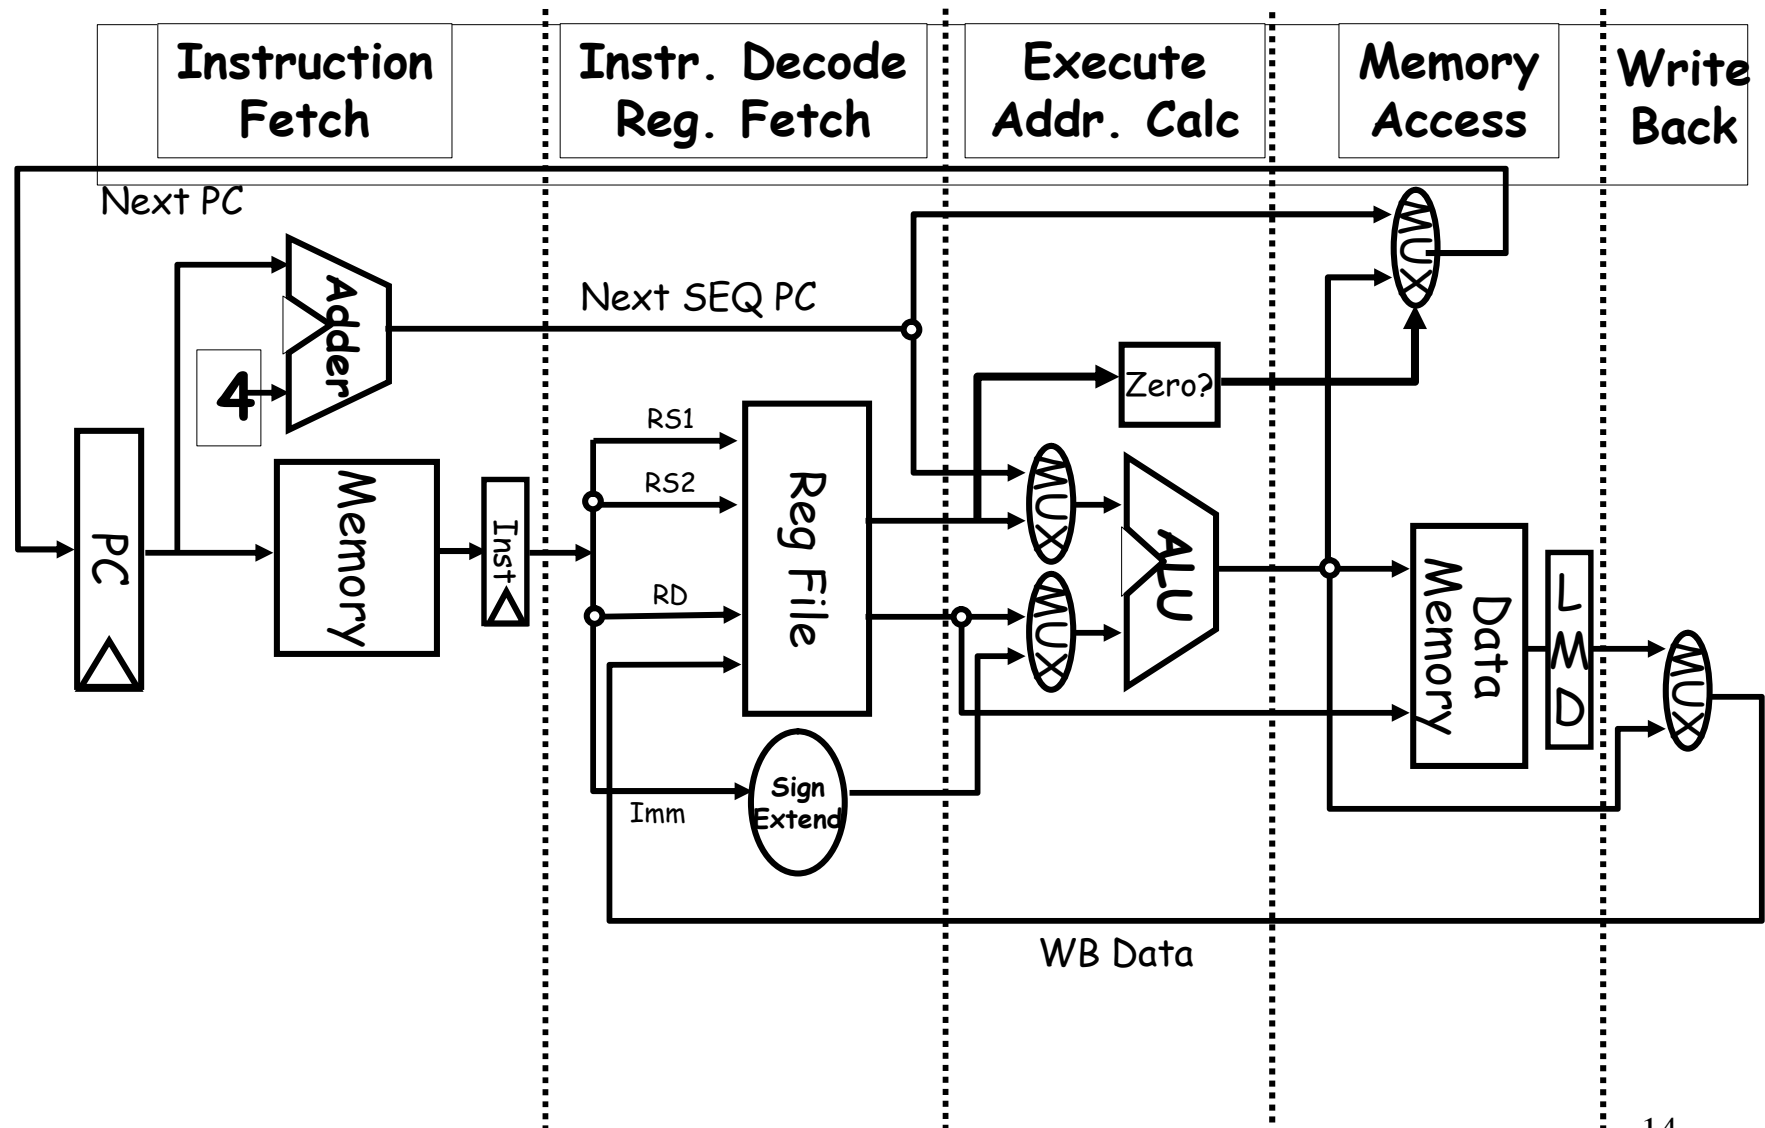 Instruction
Fetch
Instr. Decode
Reg. Fetch
Execute
Addr. Calc
Memory
Access
Write
Back
Next PC
MUX
Adder
Next SEQ PC
4
Zero?
RS1
RS2
RD
Reg File
MUX
MUX
ALU
PC
Memory
Inst
Data
Memory
L
M
D
MUX
Sign
Extend
Imm
WB Data
14